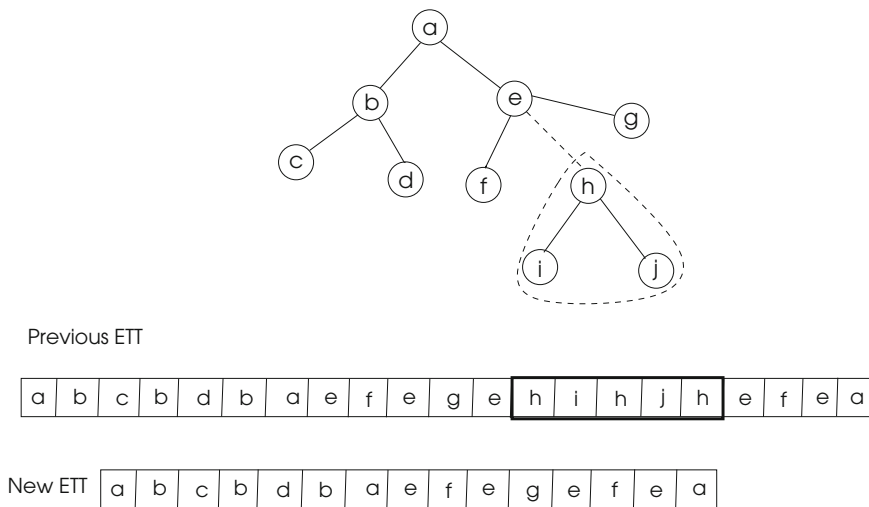 a
b e g
c d f h
i j
Previous ETT
a b c b d b a e f e g e h i h j h e f e a
New ETT a b c b d b a e f e g e f e a